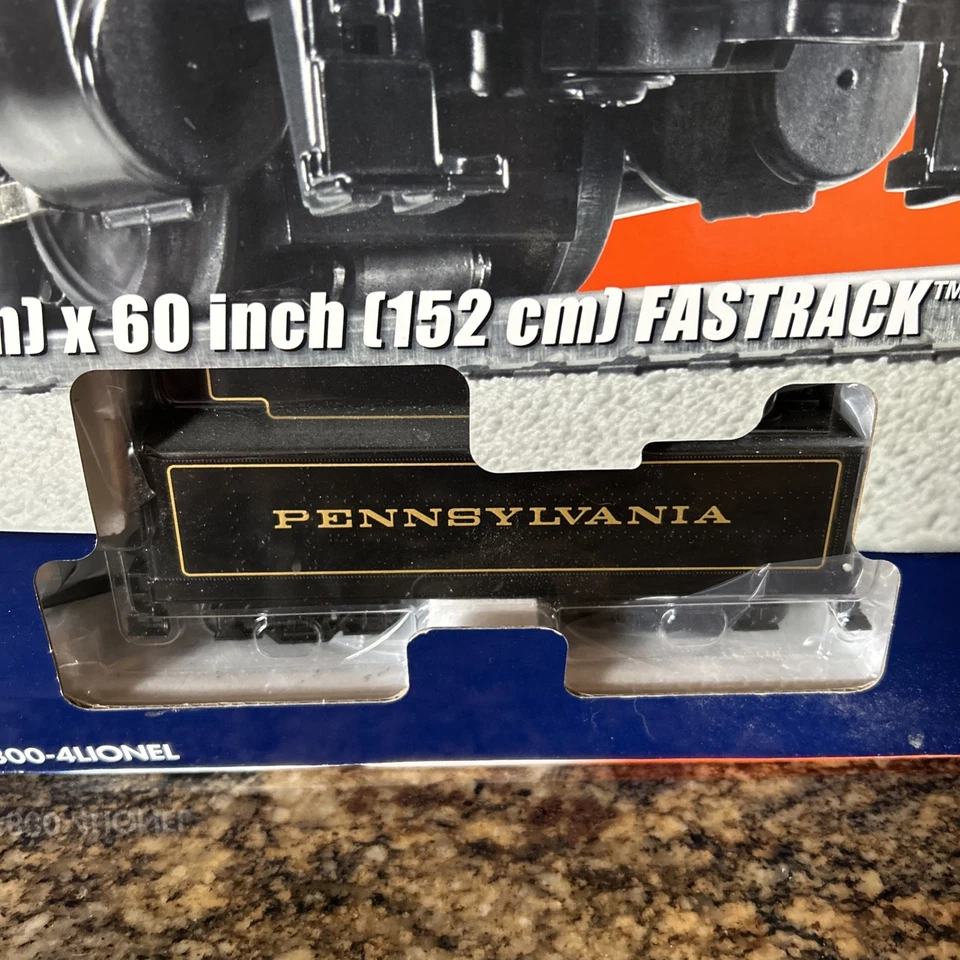 x 60 inch (152 cm) FASTRACK™
PENNSYLVANIA
800-4LIONEL